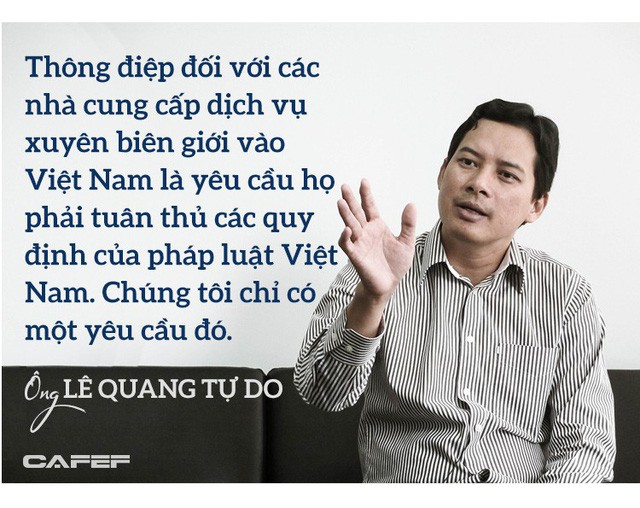 Thông điệp đối với các
nhà cung cấp dịch vụ
xuyên biên giới vào
Việt Nam là yêu cầu họ
phải tuân thủ các quy
định của pháp luật Việt
Nam. Chúng tôi chỉ có
một yêu cầu đó.
Ông LÊ QUANG TỰ DO
CAFEF